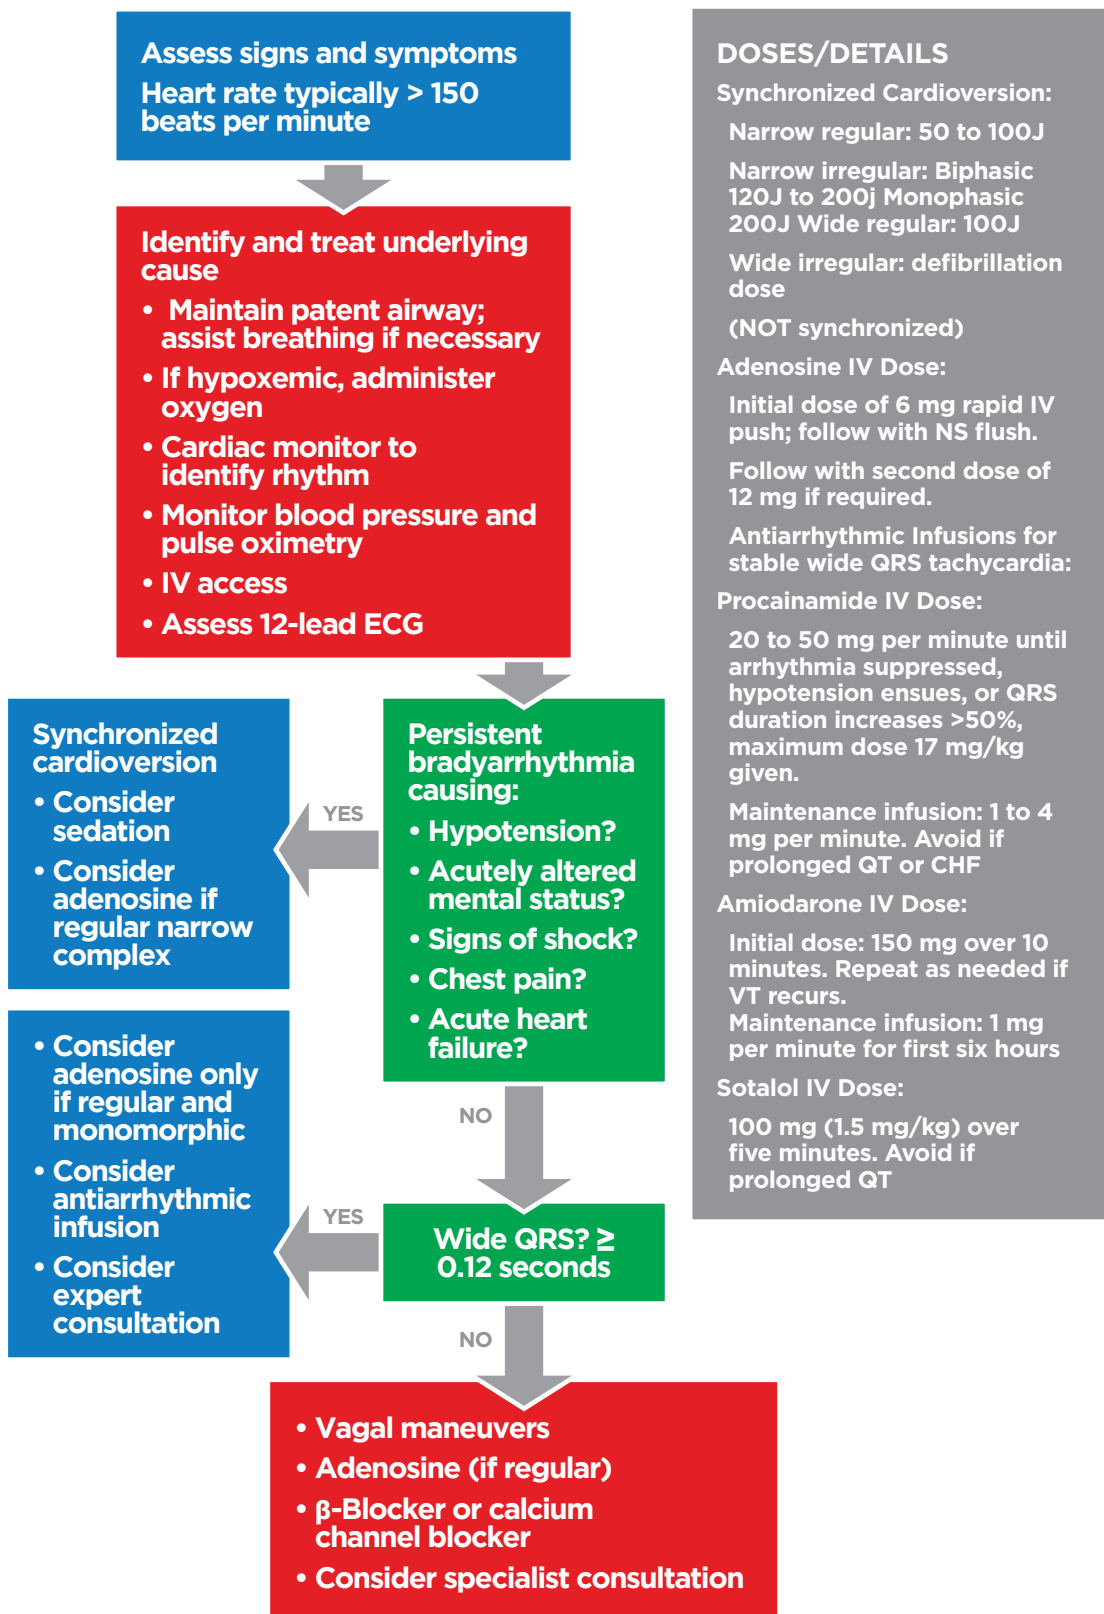 Assess signs and symptoms
Heart rate typically > 150
beats per minute
Identify and treat underlying
cause
• Maintain patent airway;
assist breathing if necessary
• If hypoxemic, administer
oxygen
• Cardiac monitor to
identify rhythm
• Monitor blood pressure and
pulse oximetry
• IV access
• Assess 12-lead ECG
Persistent
bradyarrhythmia
causing:
• Hypotension?
• Acutely altered
mental status?
• Signs of shock?
• Chest pain?
• Acute heart
failure?
YES
Synchronized
cardioversion
• Consider
sedation
• Consider
adenosine if
regular narrow
complex
NO
Wide QRS? ≥
0.12 seconds
YES
• Consider
adenosine only
if regular and
monomorphic
• Consider
antiarrhythmic
infusion
• Consider
expert
consultation
NO
• Vagal maneuvers
• Adenosine (if regular)
• β-Blocker or calcium
channel blocker
• Consider specialist consultation
DOSES/DETAILS
Synchronized Cardioversion:
Narrow regular: 50 to 100J
Narrow irregular: Biphasic
120J to 200j Monophasic
200J Wide regular: 100J
Wide irregular: defibrillation
dose
(NOT synchronized)
Adenosine IV Dose:
Initial dose of 6 mg rapid IV
push; follow with NS flush.
Follow with second dose of
12 mg if required.
Antiarrhythmic Infusions for
stable wide QRS tachycardia:
Procainamide IV Dose:
20 to 50 mg per minute until
arrhythmia suppressed,
hypotension ensues, or QRS
duration increases >50%,
maximum dose 17 mg/kg
given.
Maintenance infusion: 1 to 4
mg per minute. Avoid if
prolonged QT or CHF
Amiodarone IV Dose:
Initial dose: 150 mg over 10
minutes. Repeat as needed if
VT recurs.
Maintenance infusion: 1 mg
per minute for first six hours
Sotalol IV Dose:
100 mg (1.5 mg/kg) over
five minutes. Avoid if
prolonged QT